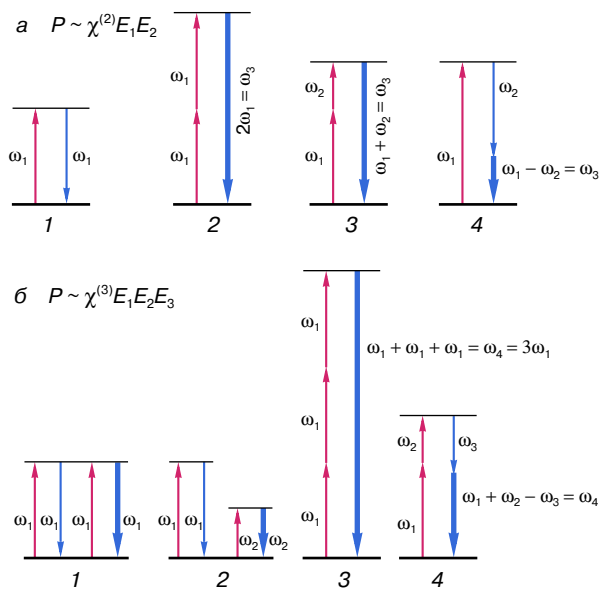 а P ~ χ⁽²⁾E₁E₂
ω₁ ω₁
1
ω₁
ω₁
2ω₁ = ω₃
2
ω₂
ω₁
ω₁ + ω₂ = ω₃
3
ω₁
ω₂
ω₁ − ω₂ = ω₃
4
б P ~ χ⁽³⁾E₁E₂E₃
ω₁ ω₁ ω₁ ω₁
1
ω₁ ω₁ ω₂ ω₂
2
ω₁
ω₁
ω₁
ω₁ + ω₁ + ω₁ = ω₄ = 3ω₁
3
ω₂ ω₃
ω₁
ω₁ + ω₂ − ω₃ = ω₄
4